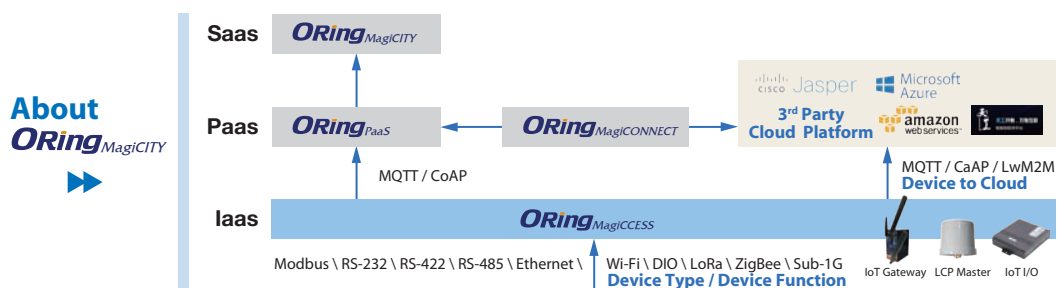 About
ORing MagiCITY
Saas
ORing MagiCITY
Paas
ORing PaaS
ORing MagiCONNECT
cisco Jasper
Microsoft
Azure
3rd Party
Cloud Platform
amazon
web services™
MQTT / CoAP
MQTT / CaAP / LwM2M
Device to Cloud
Iaas
ORing MagiCCESS
Modbus \ RS-232 \ RS-422 \ RS-485 \ Ethernet \
Wi-Fi \ DIO \ LoRa \ ZigBee \ Sub-1G
Device Type / Device Function
IoT Gateway
LCP Master
IoT I/O